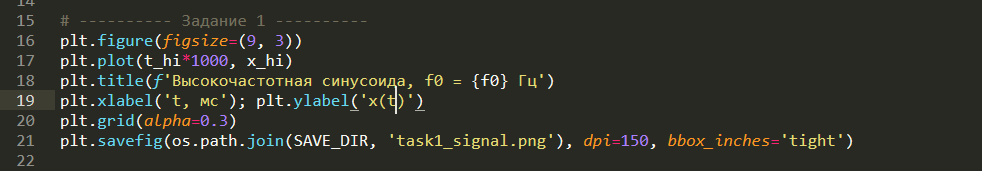 14
15 # ---------- Задание 1 ----------
16 plt.figure(figsize=(9, 3))
17 plt.plot(t_hi*1000, x_hi)
18 plt.title(f'Высокочастотная синусоида, f0 = {f0} Гц')
19 plt.xlabel('t, мс'); plt.ylabel('x(t)')
20 plt.grid(alpha=0.3)
21 plt.savefig(os.path.join(SAVE_DIR, 'task1_signal.png'), dpi=150, bbox_inches='tight')
22